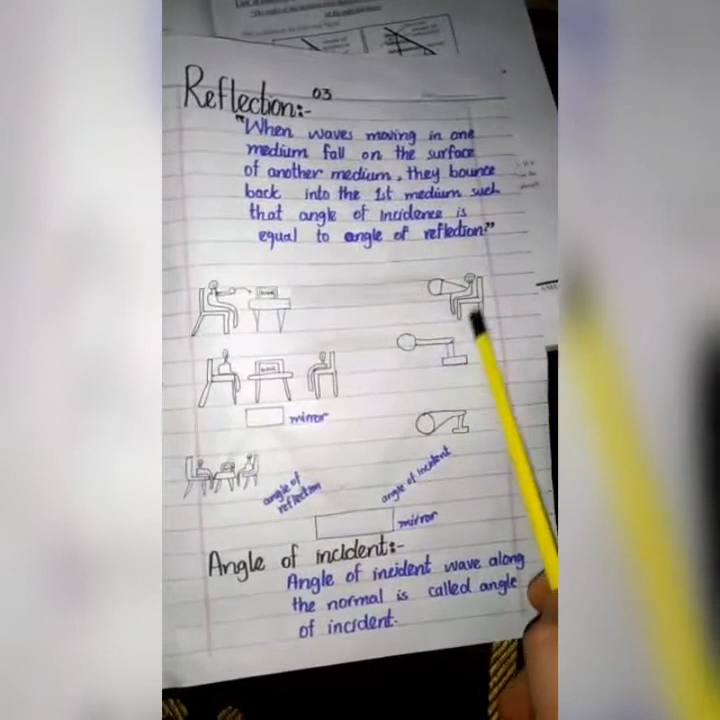 Reflection:-
03
"When waves moving in one
medium fall on the surface
of another medium, they bounce
back into the 1st medium such
that angle of incidence is
equal to angle of reflection."
mirror
angle of
reflection
angle of incident
mirror
Angle of incident:-
Angle of incident wave along
the normal is called angle
of incident.